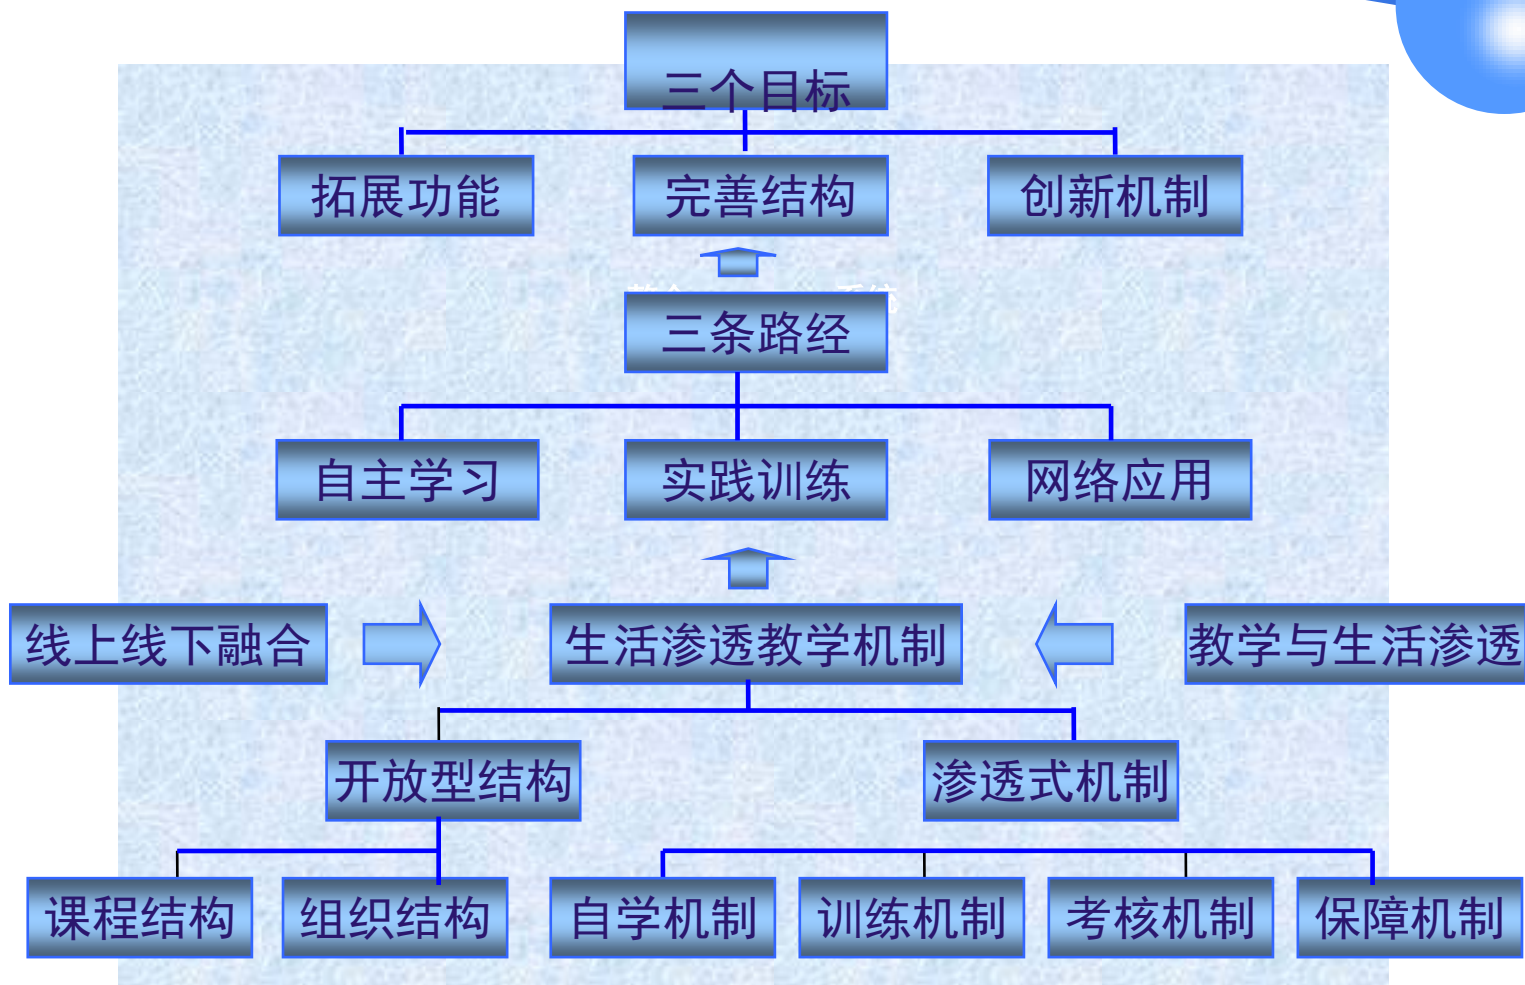 三个目标
拓展功能 完善结构 创新机制
三条路经
自主学习 实践训练 网络应用
线上线下融合 生活渗透教学机制 教学与生活渗透
开放型结构 渗透式机制
课程结构 组织结构 自学机制 训练机制 考核机制 保障机制